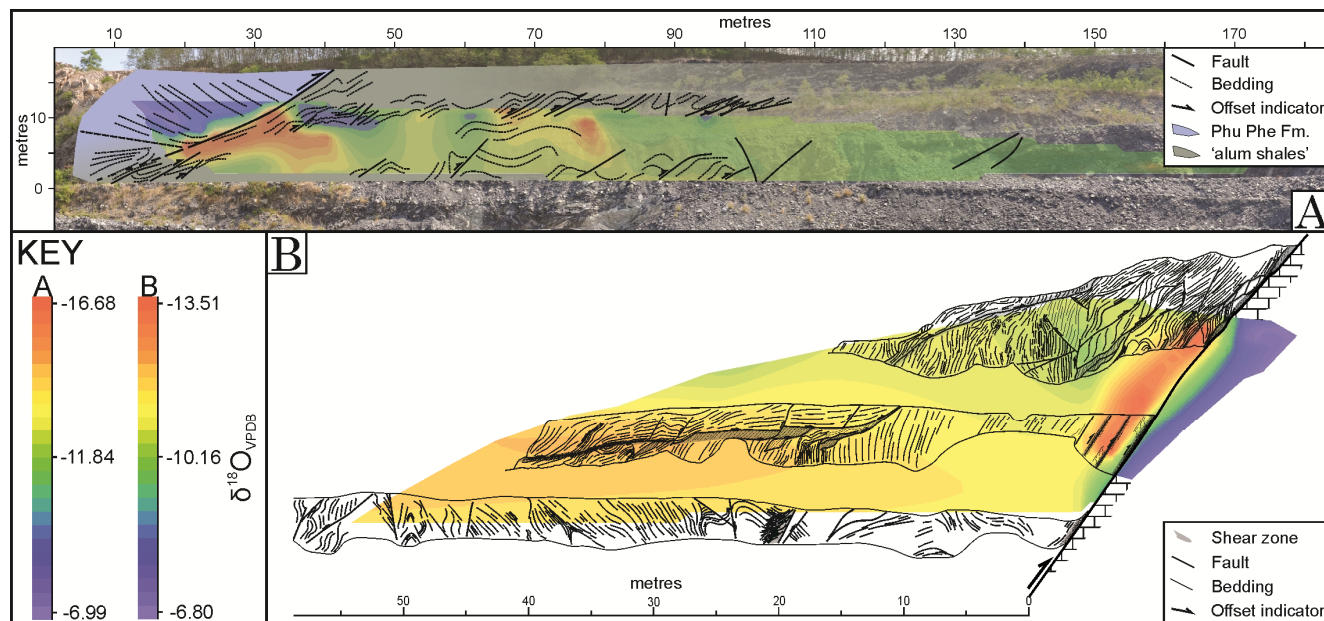 metres
10 30 50 70 90 110 130 150 170
metres
10
0
Fault
Bedding
Offset indicator
Phu Phe Fm.
'alum shales'
A
KEY
A B
-16.68 -13.51
-11.84 -10.16
-6.99 -6.80
δ18OVPDB
B
metres
50 40 30 20 10 0
Shear zone
Fault
Bedding
Offset indicator